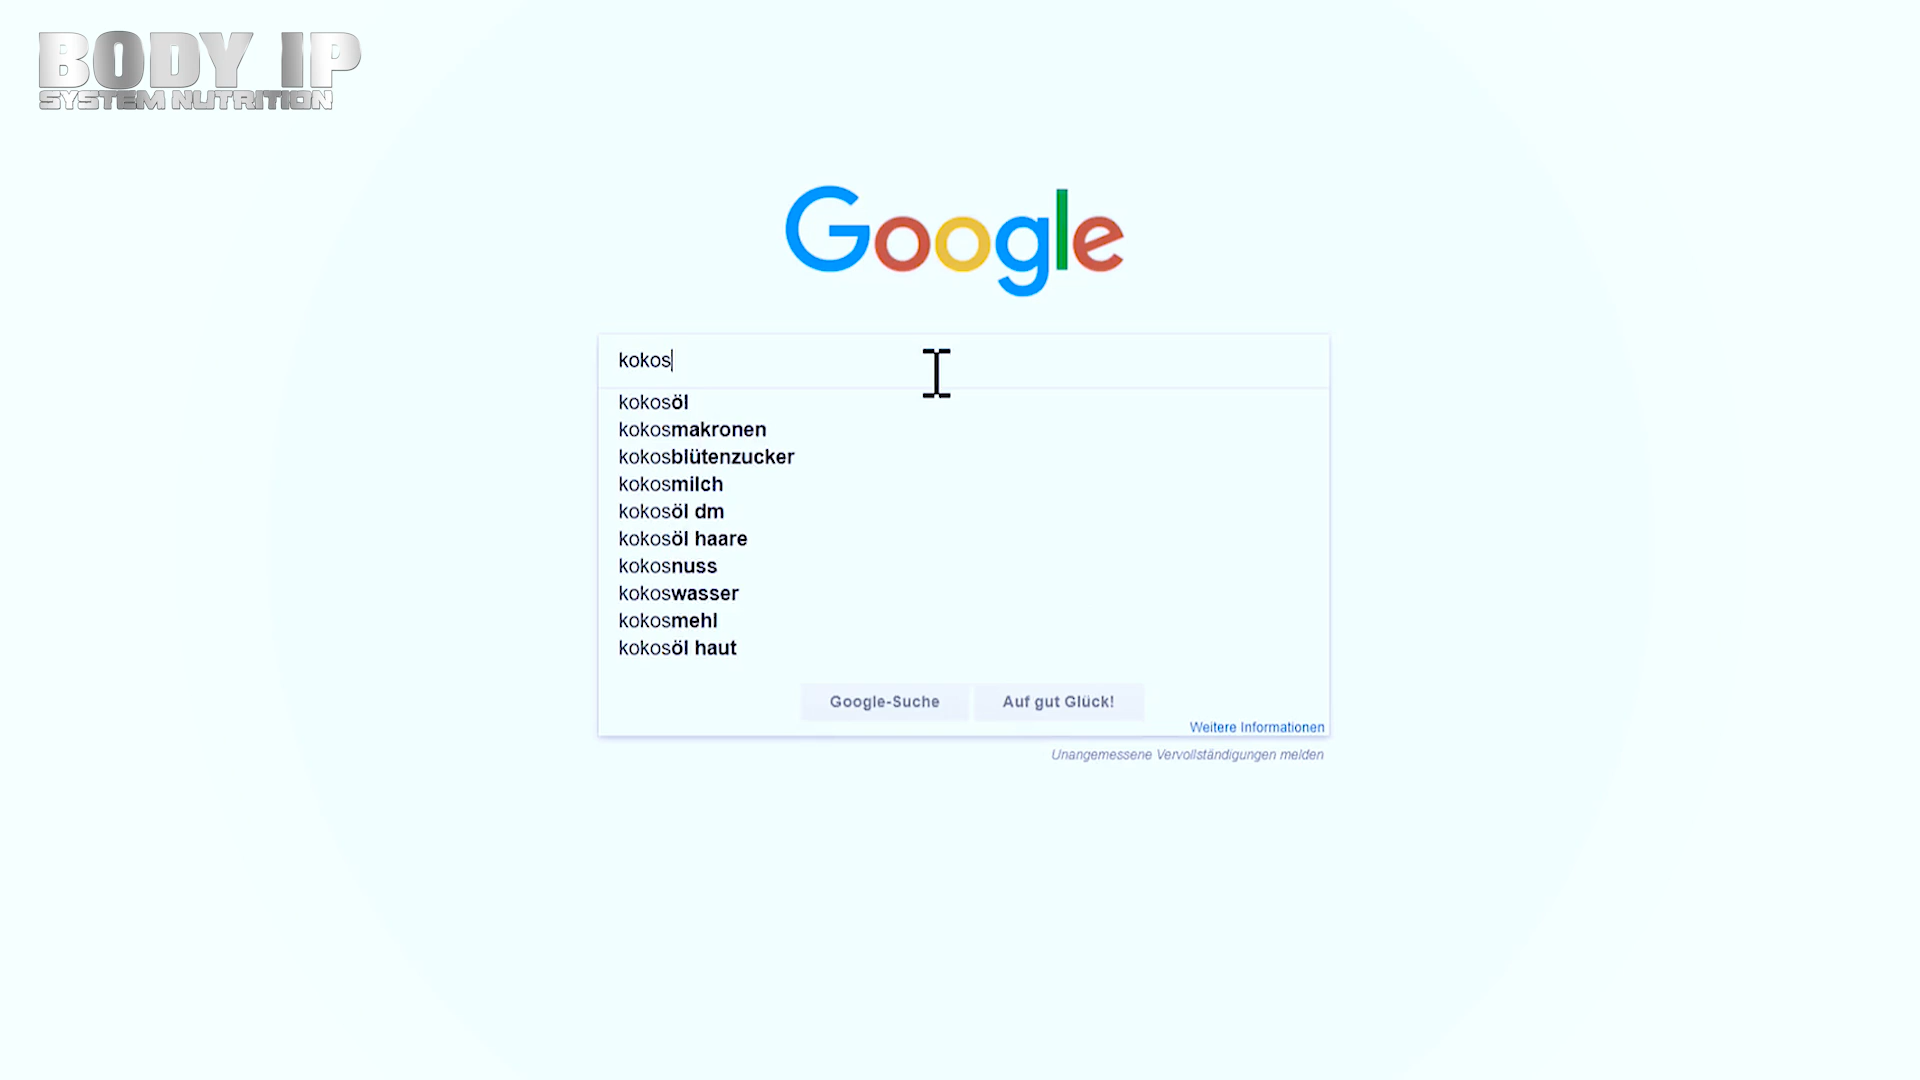 BODY IP
SYSTEM NUTRITION
Google
kokos
kokosöl
kokosmakronen
kokosblütenzucker
kokosmilch
kokosöl dm
kokosöl haare
kokosnuss
kokoswasser
kokosmehl
kokosöl haut
Google-Suche Auf gut Glück!
Weitere Informationen
Unangemessene Vervollständigungen melden